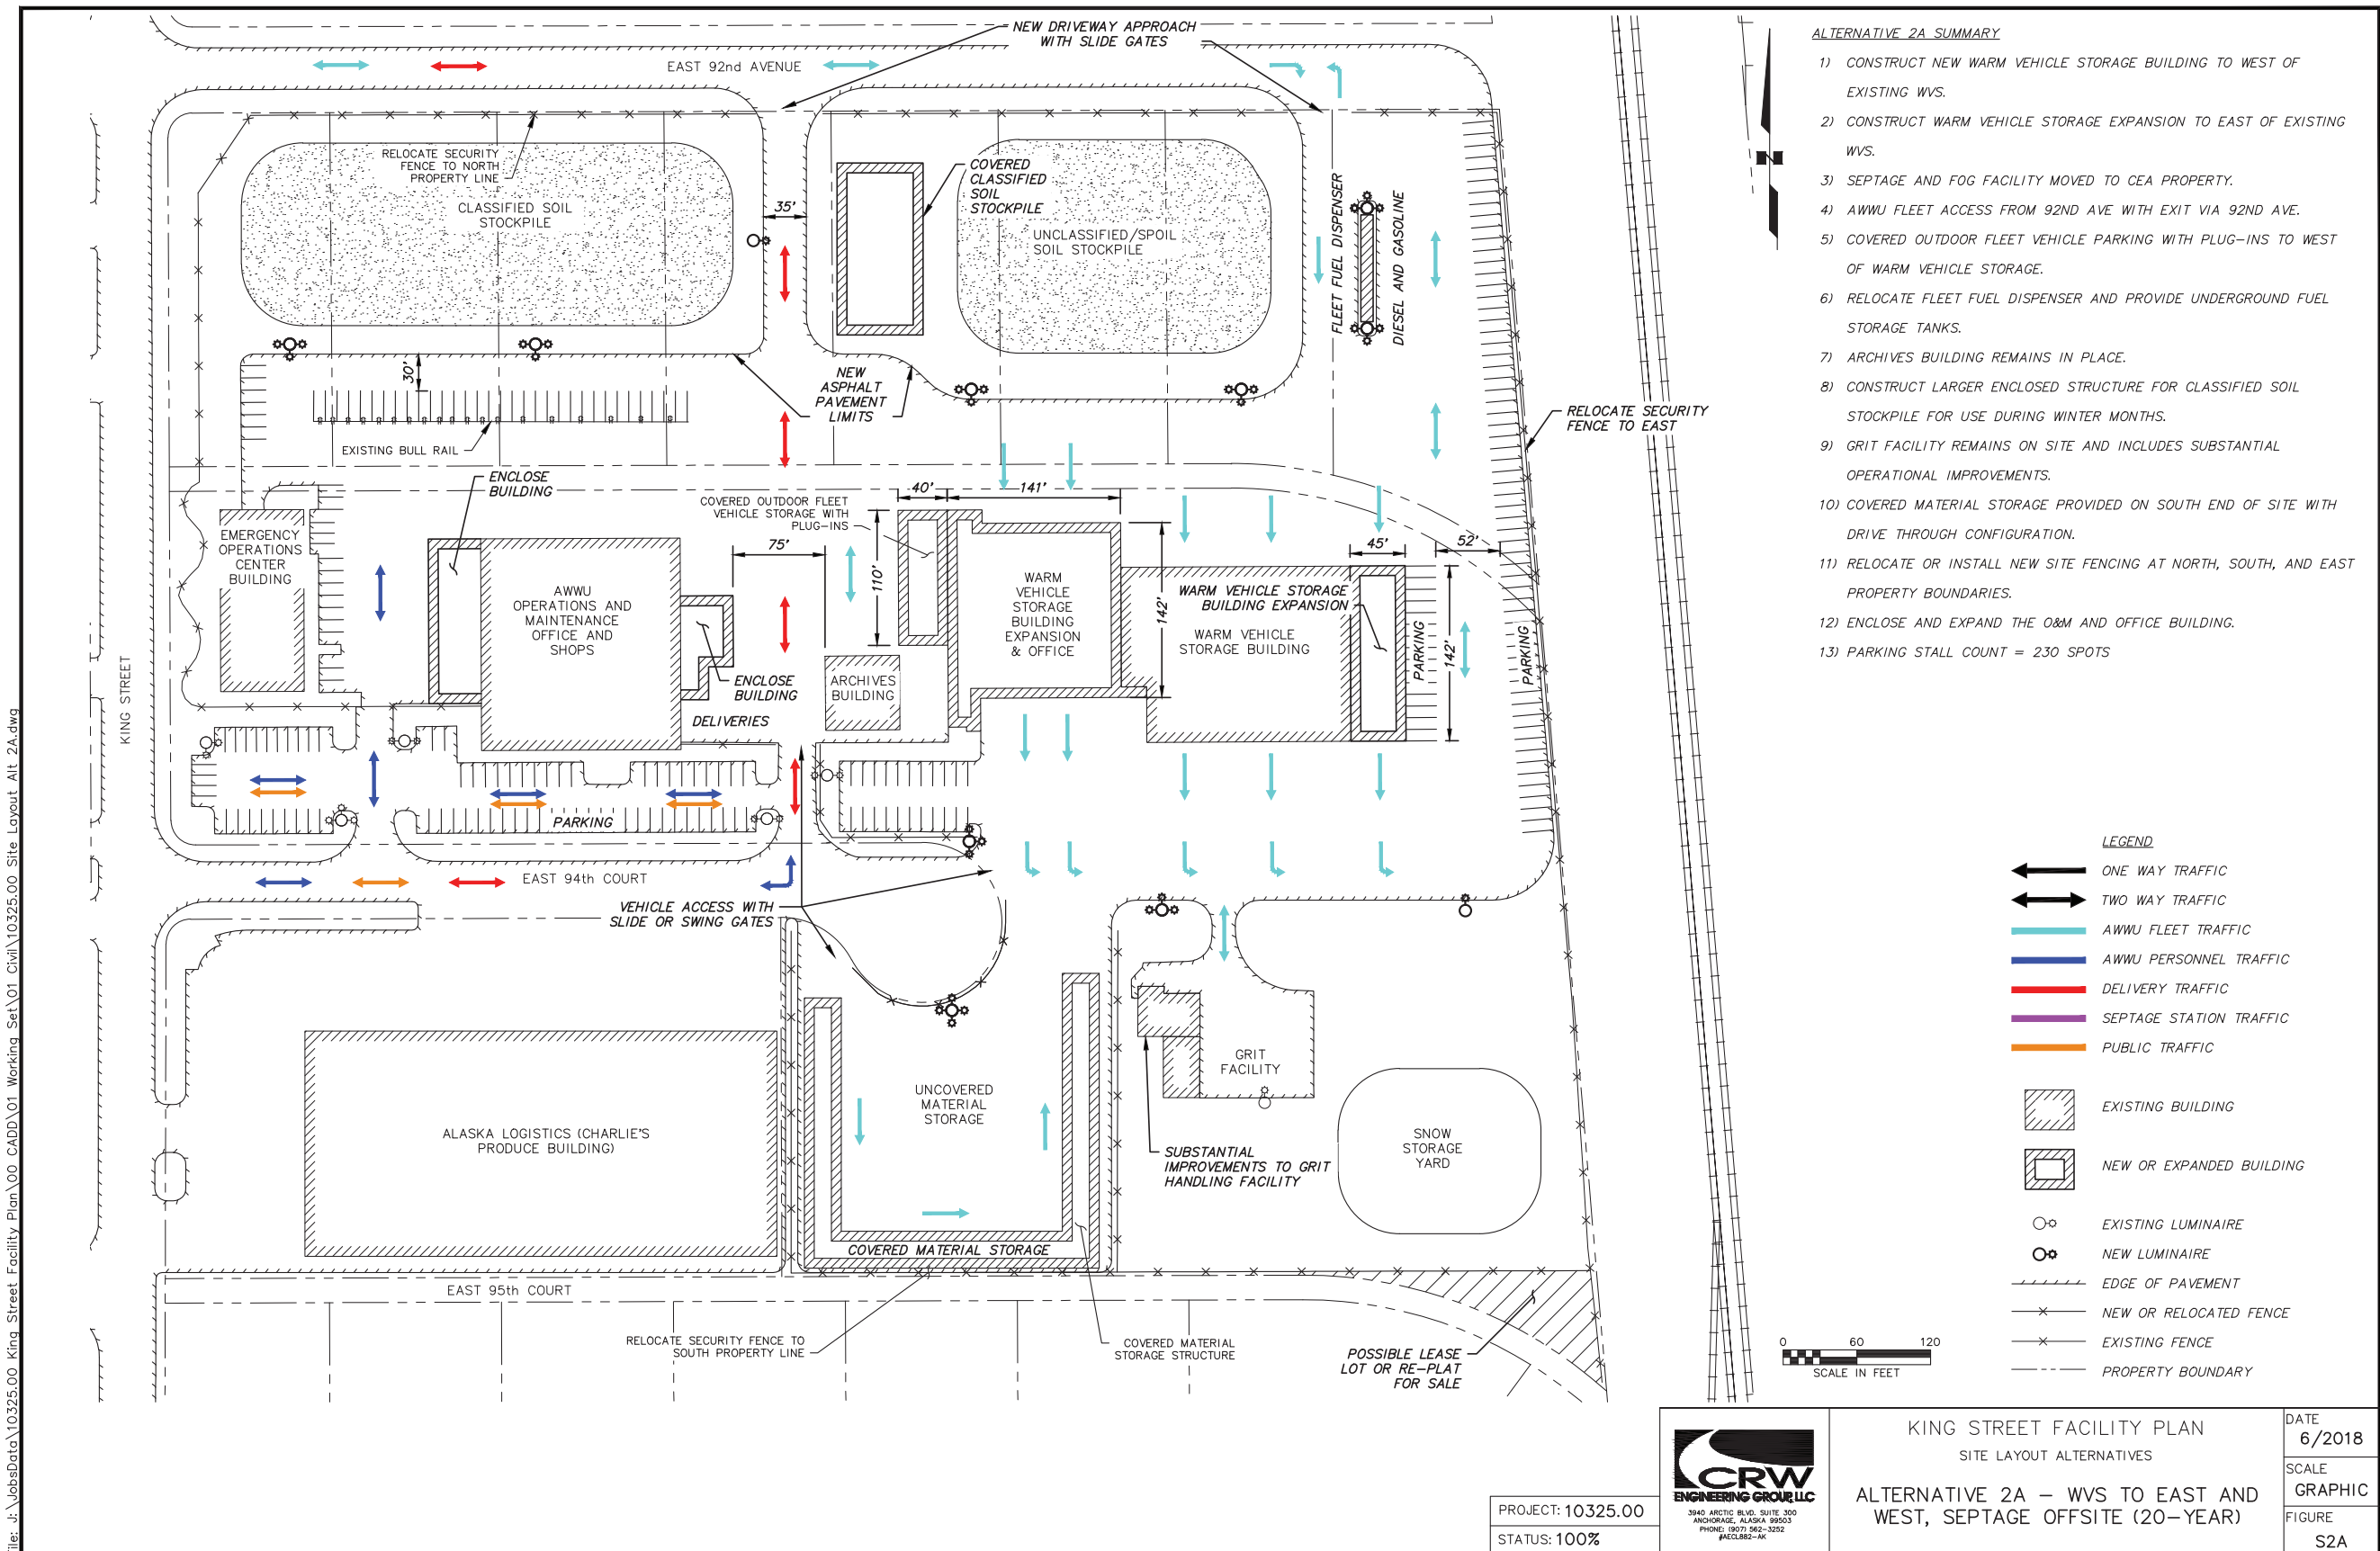 NEW DRIVEWAY APPROACH
WITH SLIDE GATES
EAST 92nd AVENUE
RELOCATE SECURITY
FENCE TO NORTH
PROPERTY LINE
CLASSIFIED SOIL
STOCKPILE
35'
COVERED
CLASSIFIED
SOIL
STOCKPILE
UNCLASSIFIED/SPOIL
SOIL STOCKPILE
FLEET FUEL DISPENSER
DIESEL AND GASOLINE
30'
NEW
ASPHALT
PAVEMENT
LIMITS
EXISTING BULL RAIL
RELOCATE SECURITY
FENCE TO EAST
ENCLOSE
BUILDING
COVERED OUTDOOR FLEET
VEHICLE STORAGE WITH
PLUG-INS
40'
141'
EMERGENCY
OPERATIONS
CENTER
BUILDING
75'
110'
45'
52'
AWWU
OPERATIONS AND
MAINTENANCE
OFFICE AND
SHOPS
WARM
VEHICLE
STORAGE
BUILDING
EXPANSION
& OFFICE
142'
WARM VEHICLE STORAGE
BUILDING EXPANSION
WARM VEHICLE
STORAGE BUILDING
PARKING
142'
PARKING
KING STREET
ENCLOSE
BUILDING
ARCHIVES
BUILDING
DELIVERIES
PARKING
EAST 94th COURT
VEHICLE ACCESS WITH
SLIDE OR SWING GATES
UNCOVERED
MATERIAL
STORAGE
GRIT
FACILITY
ALASKA LOGISTICS (CHARLIE'S
PRODUCE BUILDING)
SNOW
STORAGE
YARD
SUBSTANTIAL
IMPROVEMENTS TO GRIT
HANDLING FACILITY
COVERED MATERIAL STORAGE
EAST 95th COURT
RELOCATE SECURITY FENCE TO
SOUTH PROPERTY LINE
COVERED MATERIAL
STORAGE STRUCTURE
POSSIBLE LEASE
LOT OR RE-PLAT
FOR SALE
ALTERNATIVE 2A SUMMARY
1) CONSTRUCT NEW WARM VEHICLE STORAGE BUILDING TO WEST OF
EXISTING WVS.
2) CONSTRUCT WARM VEHICLE STORAGE EXPANSION TO EAST OF EXISTING
WVS.
3) SEPTAGE AND FOG FACILITY MOVED TO CEA PROPERTY.
4) AWWU FLEET ACCESS FROM 92ND AVE WITH EXIT VIA 92ND AVE.
5) COVERED OUTDOOR FLEET VEHICLE PARKING WITH PLUG-INS TO WEST
OF WARM VEHICLE STORAGE.
6) RELOCATE FLEET FUEL DISPENSER AND PROVIDE UNDERGROUND FUEL
STORAGE TANKS.
7) ARCHIVES BUILDING REMAINS IN PLACE.
8) CONSTRUCT LARGER ENCLOSED STRUCTURE FOR CLASSIFIED SOIL
STOCKPILE FOR USE DURING WINTER MONTHS.
9) GRIT FACILITY REMAINS ON SITE AND INCLUDES SUBSTANTIAL
OPERATIONAL IMPROVEMENTS.
10) COVERED MATERIAL STORAGE PROVIDED ON SOUTH END OF SITE WITH
DRIVE THROUGH CONFIGURATION.
11) RELOCATE OR INSTALL NEW SITE FENCING AT NORTH, SOUTH, AND EAST
PROPERTY BOUNDARIES.
12) ENCLOSE AND EXPAND THE O&M AND OFFICE BUILDING.
13) PARKING STALL COUNT = 230 SPOTS
N
LEGEND
ONE WAY TRAFFIC
TWO WAY TRAFFIC
AWWU FLEET TRAFFIC
AWWU PERSONNEL TRAFFIC
DELIVERY TRAFFIC
SEPTAGE STATION TRAFFIC
PUBLIC TRAFFIC
EXISTING BUILDING
NEW OR EXPANDED BUILDING
EXISTING LUMINAIRE
NEW LUMINAIRE
EDGE OF PAVEMENT
NEW OR RELOCATED FENCE
EXISTING FENCE
PROPERTY BOUNDARY
0 60 120
SCALE IN FEET
PROJECT: 10325.00
STATUS: 100%
CRW
ENGINEERING GROUP, LLC
3940 ARCTIC BLVD. SUITE 300
ANCHORAGE, ALASKA 99503
PHONE: (907) 562-3252
#AECL882-AK
KING STREET FACILITY PLAN
SITE LAYOUT ALTERNATIVES
ALTERNATIVE 2A - WVS TO EAST AND
WEST, SEPTAGE OFFSITE (20-YEAR)
DATE
6/2018
SCALE
GRAPHIC
FIGURE
S2A
File: J:\JobsData\10325.00 King Street Facility Plan\00 CADD\01 Working Set\01 Civil\10325.00 Site Layout Alt 2A.dwg